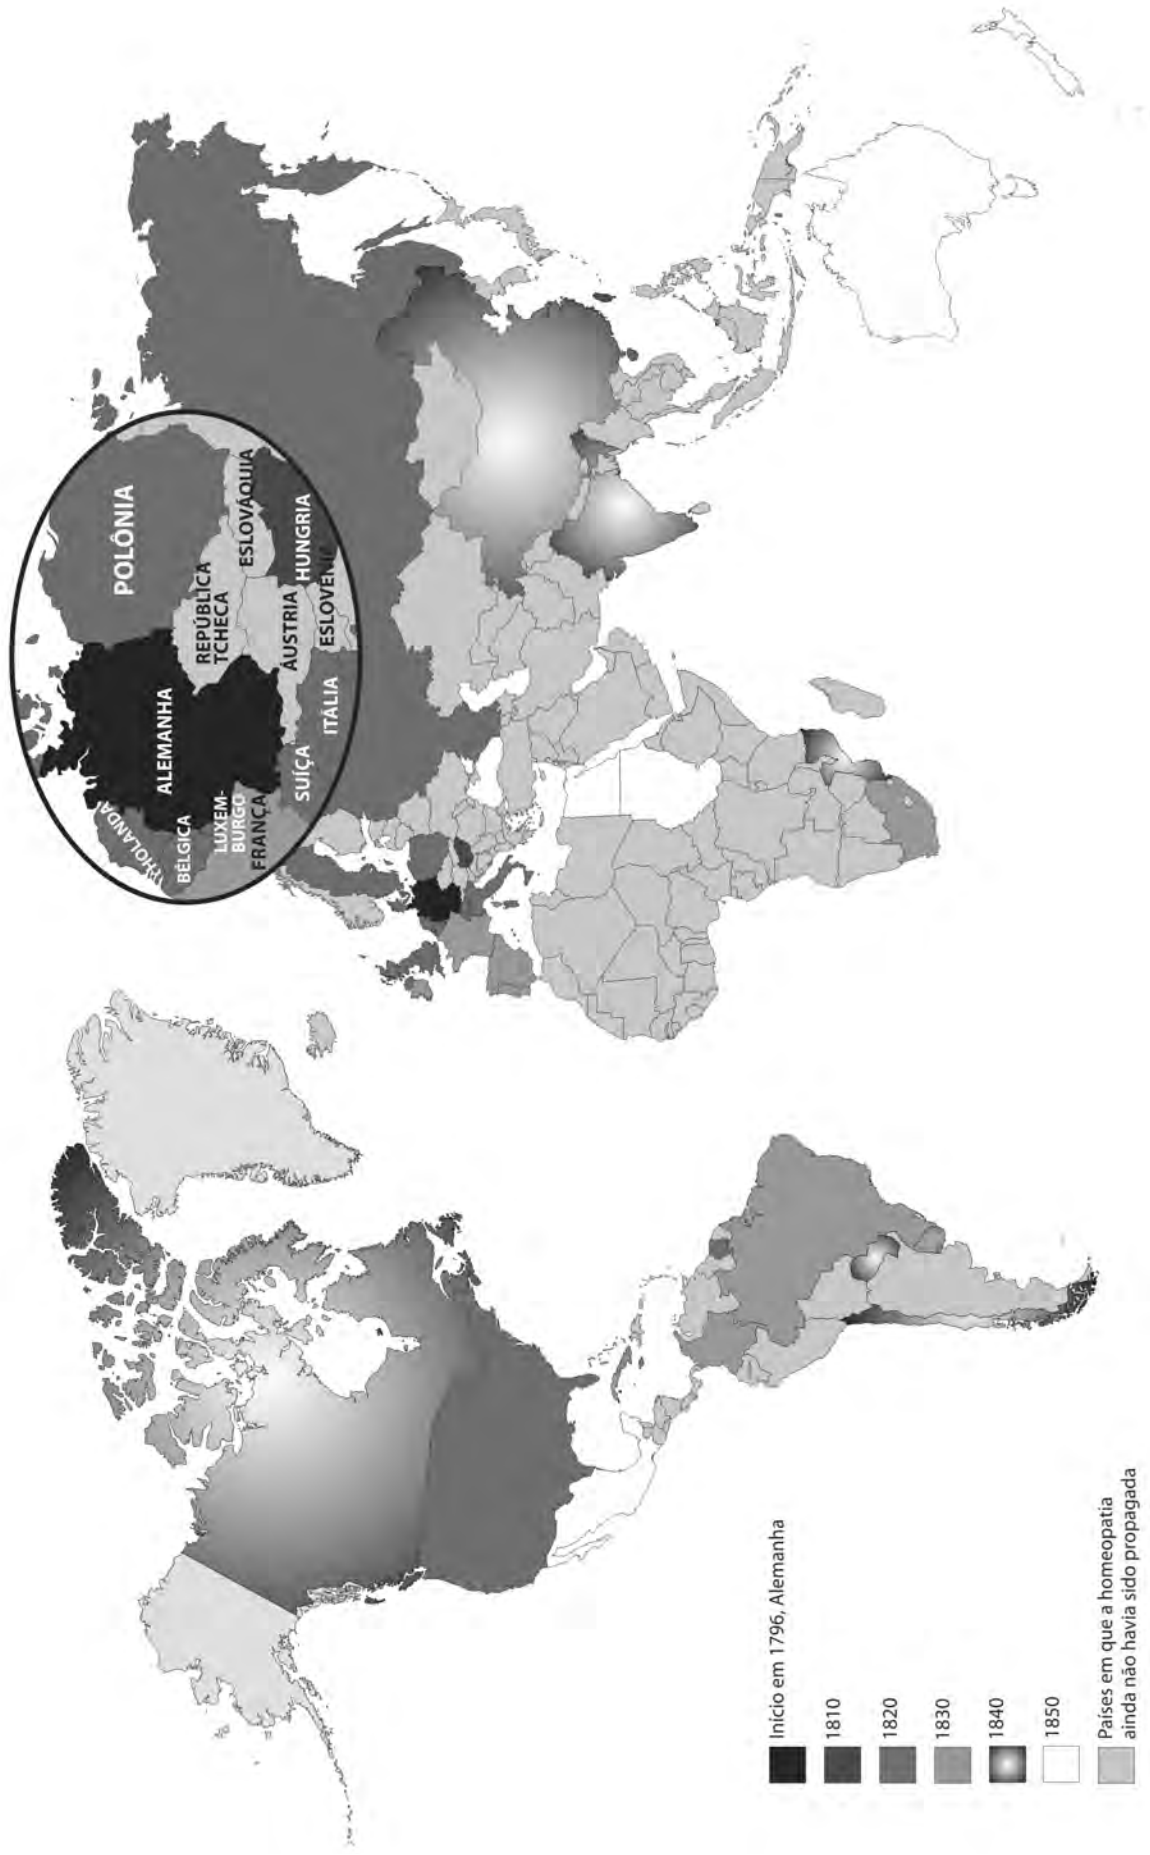 POLÔNIA
ALEMANHA
REPÚBLICA
TCHECA
ESLOVÁQUIA
HOLANDA
BÉLGICA
LUXEM-
BURGO
FRANÇA
SUÍÇA
ÁUSTRIA
HUNGRIA
ITÁLIA
Início em 1796, Alemanha
1810
1820
1830
1840
1850
Países em que a homeopatia
ainda não havia sido propagada